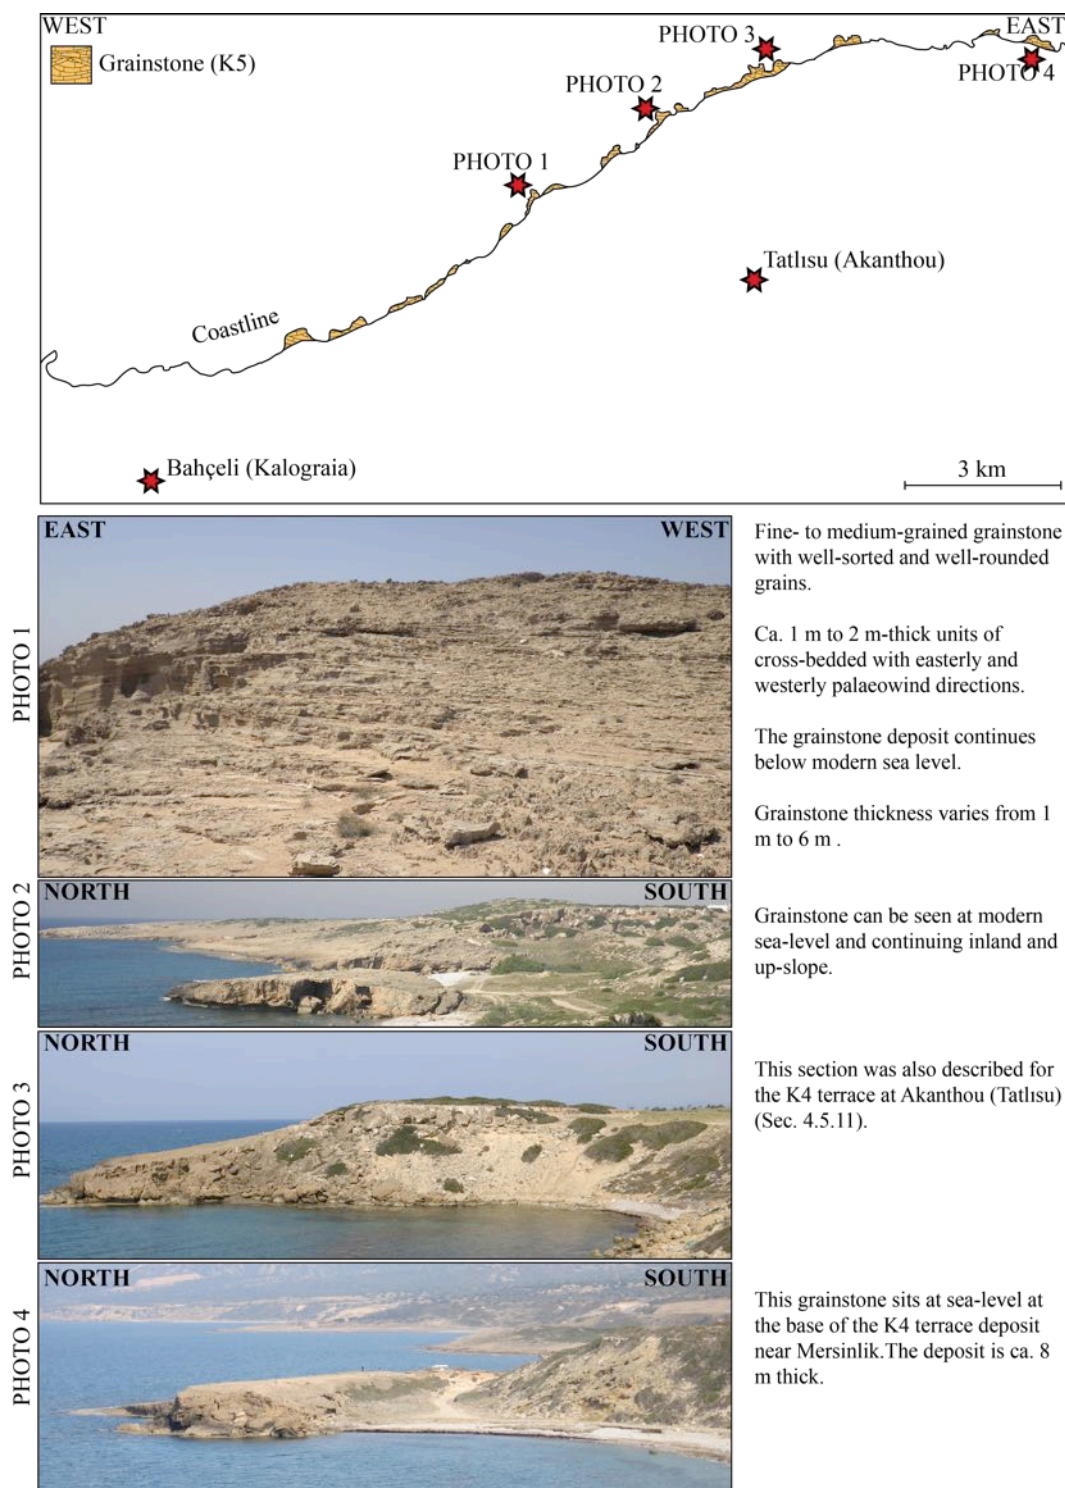 WEST
EAST
Grainstone (K5)
PHOTO 3
PHOTO 4
PHOTO 2
PHOTO 1
Tatlısu (Akanthou)
Coastline
Bahçeli (Kalograia)
3 km
PHOTO 1
EAST
WEST
Fine- to medium-grained grainstone
with well-sorted and well-rounded
grains.
Ca. 1 m to 2 m-thick units of
cross-bedded with easterly and
westerly palaeowind directions.
The grainstone deposit continues
below modern sea level.
Grainstone thickness varies from 1
m to 6 m .
PHOTO 2
NORTH
SOUTH
Grainstone can be seen at modern
sea-level and continuing inland and
up-slope.
PHOTO 3
NORTH
SOUTH
This section was also described for
the K4 terrace at Akanthou (Tatlısu)
(Sec. 4.5.11).
PHOTO 4
NORTH
SOUTH
This grainstone sits at sea-level at
the base of the K4 terrace deposit
near Mersinlik.The deposit is ca. 8
m thick.